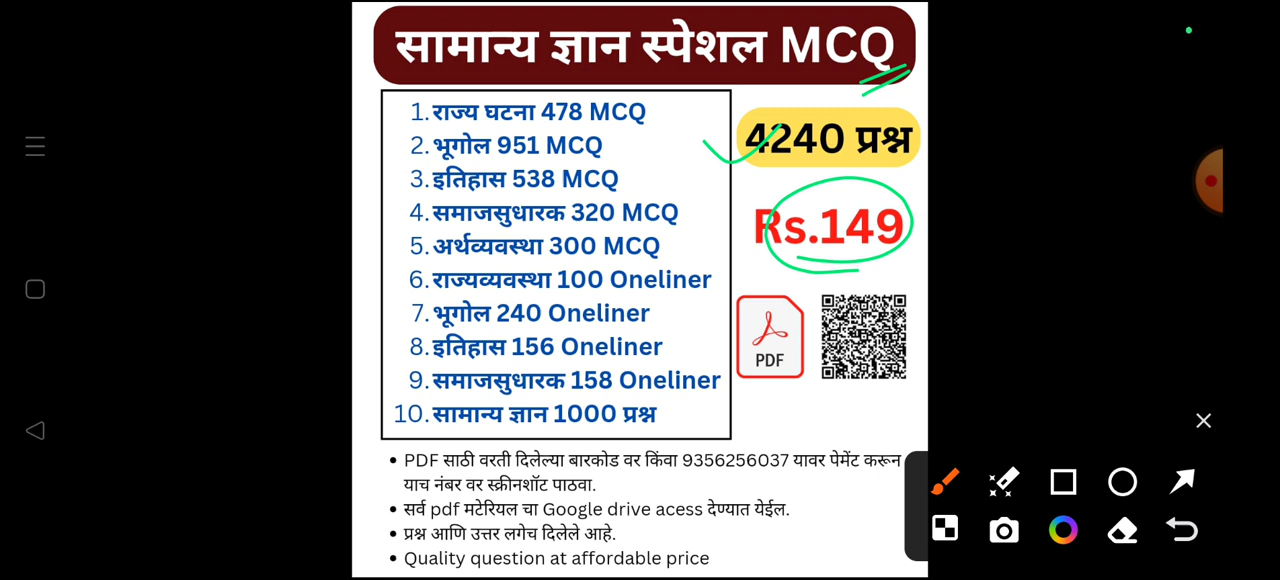 सामान्य ज्ञान स्पेशल MCQ
1. राज्य घटना 478 MCQ
2. भूगोल 951 MCQ
3. इतिहास 538 MCQ
4. समाजसुधारक 320 MCQ
5. अर्थव्यवस्था 300 MCQ
6. राज्यव्यवस्था 100 Oneliner
7. भूगोल 240 Oneliner
8. इतिहास 156 Oneliner
9. समाजसुधारक 158 Oneliner
10. सामान्य ज्ञान 1000 प्रश्न
4240 प्रश्न
Rs.149
PDF
• PDF साठी वरती दिलेल्या बारकोड वर किंवा 9356256037 यावर पेमेंट करून
याच नंबर वर स्क्रीनशॉट पाठवा.
• सर्व pdf मटेरियल चा Google drive acess देण्यात येईल.
• प्रश्न आणि उत्तर लगेच दिलेले आहे.
• Quality question at affordable price